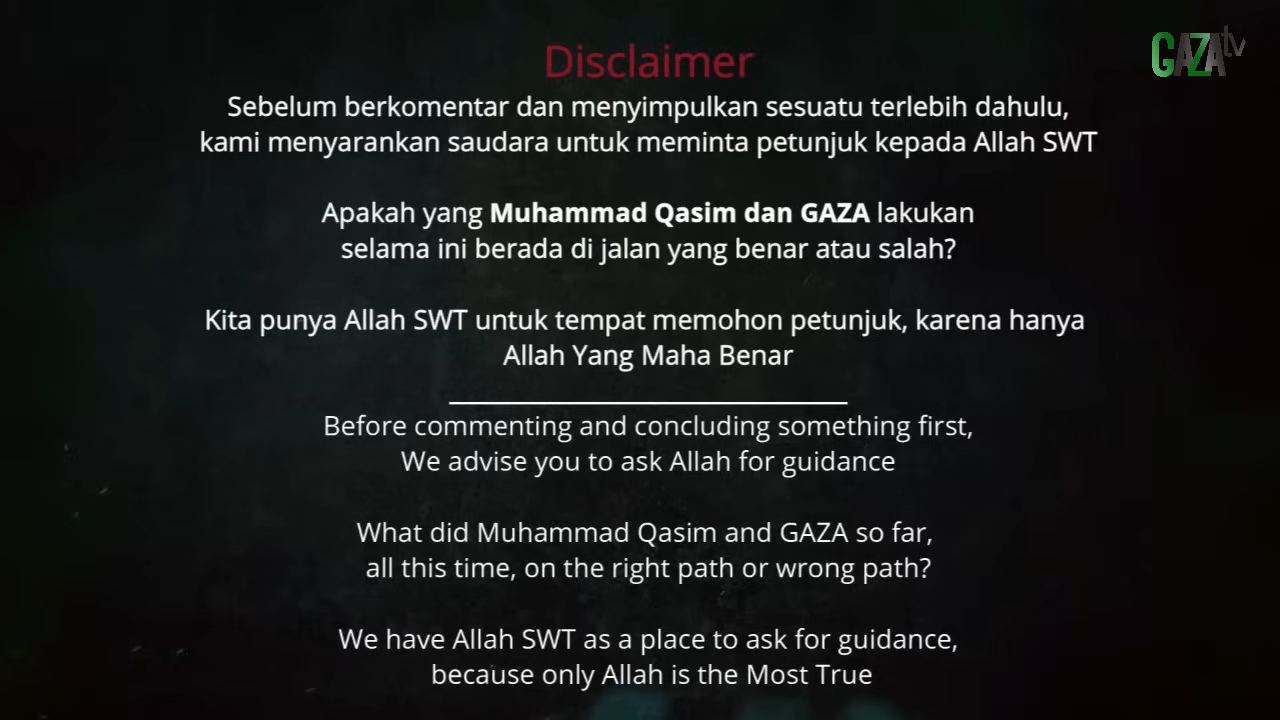 Disclaimer
GAZAtv
Sebelum berkomentar dan menyimpulkan sesuatu terlebih dahulu,
kami menyarankan saudara untuk meminta petunjuk kepada Allah SWT
Apakah yang Muhammad Qasim dan GAZA lakukan
selama ini berada di jalan yang benar atau salah?
Kita punya Allah SWT untuk tempat memohon petunjuk, karena hanya
Allah Yang Maha Benar
Before commenting and concluding something first,
We advise you to ask Allah for guidance
What did Muhammad Qasim and GAZA so far,
all this time, on the right path or wrong path?
We have Allah SWT as a place to ask for guidance,
because only Allah is the Most True